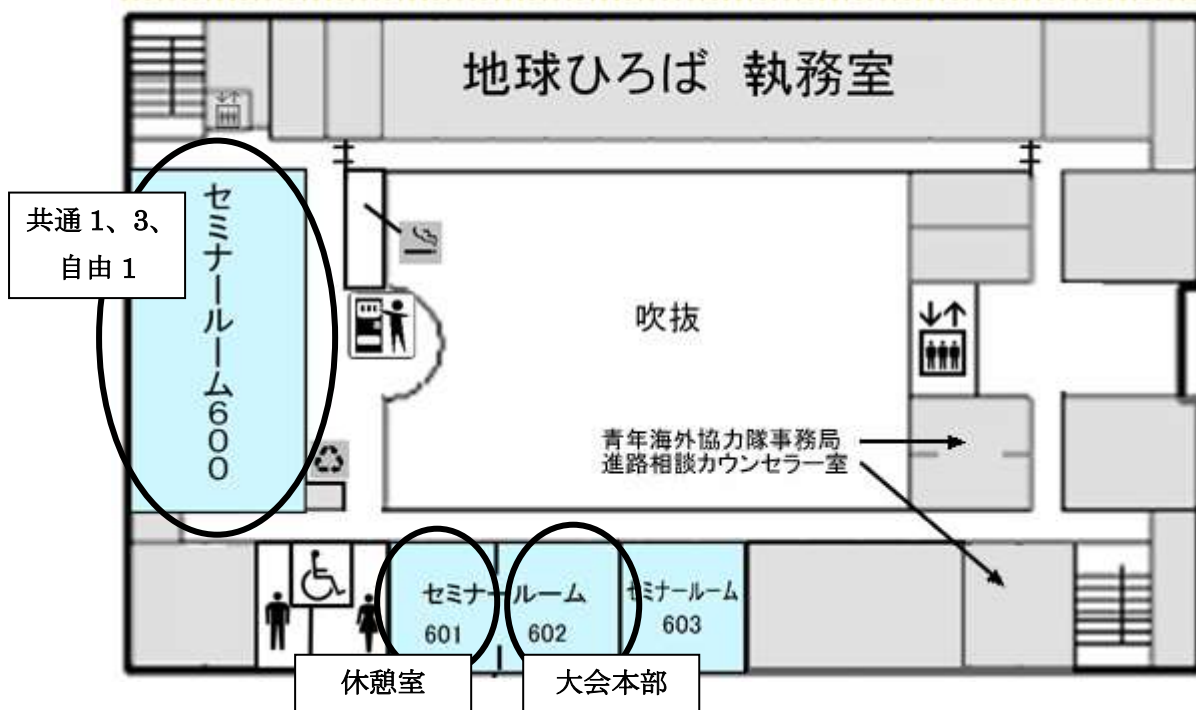 地球ひろば 執務室
共通 1、3、
自由 1
セミナールーム600
吹抜
青年海外協力隊事務局
進路相談カウンセラー室
セミナールーム
601
602
セミナールーム
603
休憩室
大会本部